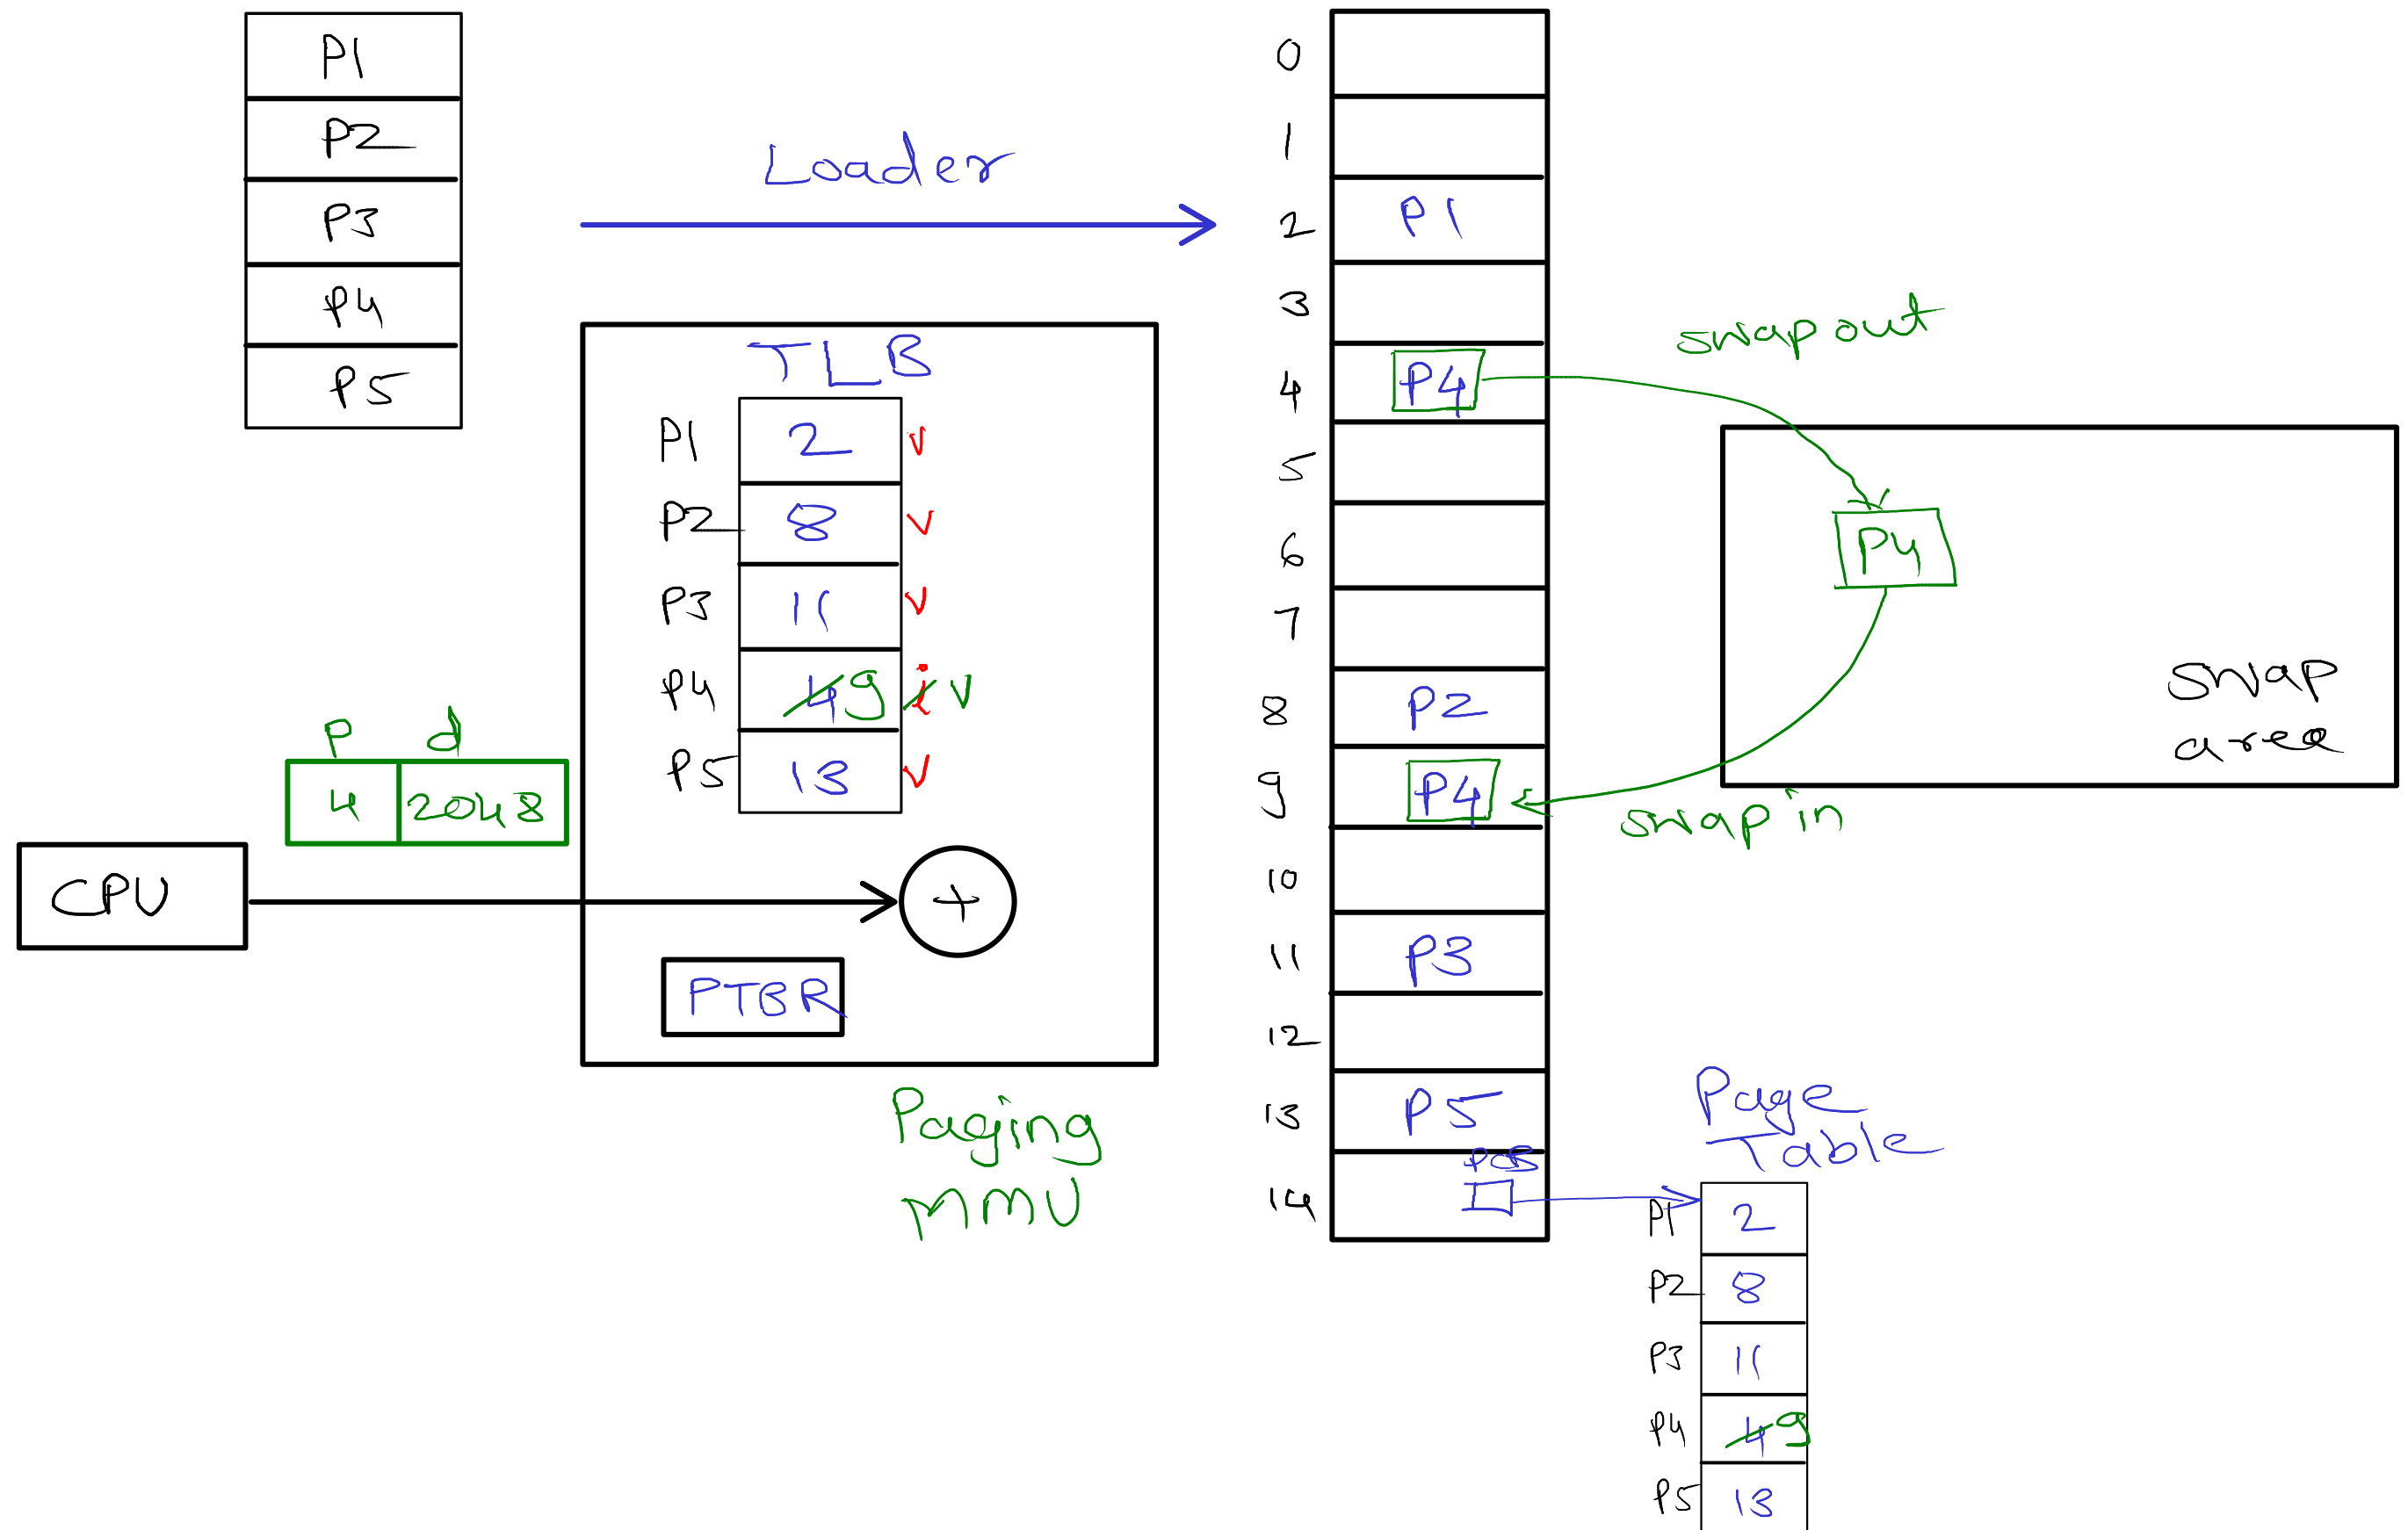 P1
P2
P3
P4
P5
Loader
TLB
P1 2 v
P2 8 v
P3 11 v
P4 4 9 i v
P5 13 v
P d
4 2048
CPU
+
PTBR
Paging
MMU
0
1
2 P1
3
4 P4
5
6
7
8 P2
9 P4
10
11 P3
12
13 P5
14
PCB
swap out
P4
swap
area
swap in
Page
Table
P1 2
P2 8
P3 11
P4 4 9
P5 13